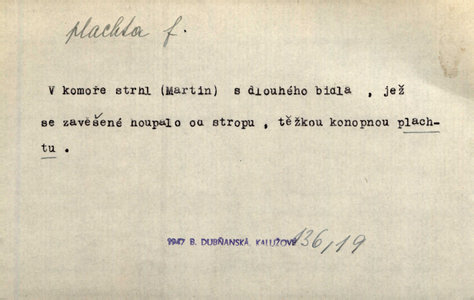 plachta f.
V komoře strhl (Martin) s dlouhého bidla , jež
se zavěšené houpalo od stropu , těžkou konopnou plach-
tu .
1947 B. DUBŇANSKÁ, KALUŽOVÉ 136,19